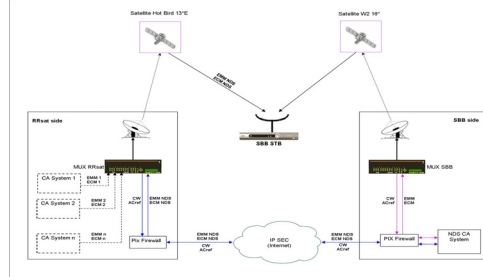 Satellite Hot Bird 13°E
Satellite W2 16°
EMM NDS
ECM NDS
RRsat side
SBB side
SBB STB
MUX RRsat
MUX SBB
CA System 1
EMM 1
ECM 1
CA System 2
EMM 2
ECM 2
CA System n
EMM n
ECM n
CW
ACref
EMM NDS
ECM NDS
Pix Firewall
EMM NDS
ECM NDS
CW
ACref
IP SEC
(Internet)
EMM NDS
ECM NDS
CW
ACref
CW
ACref
EMM
ECM
PIX Firewall
NDS CA
System